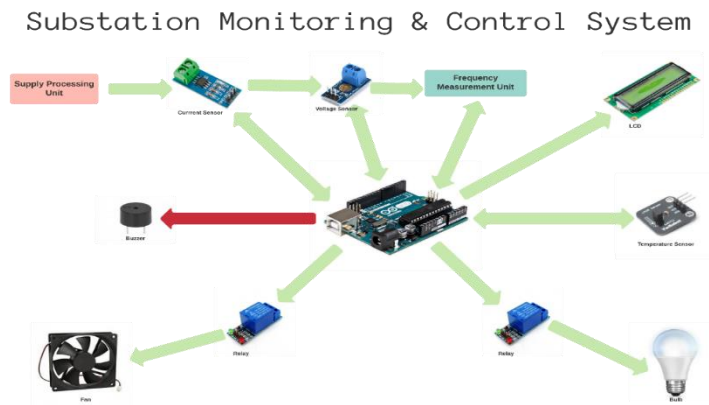 Substation Monitoring & Control System
Supply Processing
Unit
Current Sensor
Voltage Sensor
Frequency
Measurement Unit
LCD
Buzzer
Temperature Sensor
Relay
Relay
Fan
Bulb